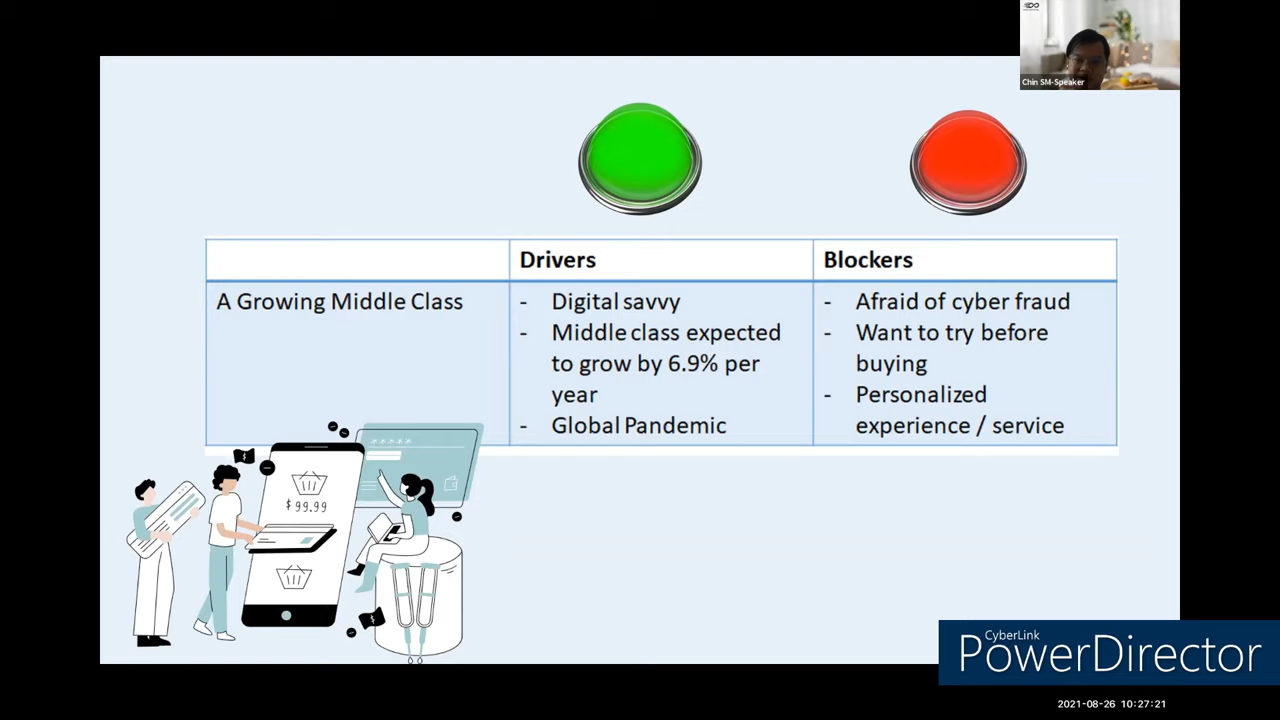 Chin SM-Speaker
Drivers
Blockers
A Growing Middle Class
- Digital savvy
- Middle class expected
to grow by 6.9% per
year
- Global Pandemic
- Afraid of cyber fraud
- Want to try before
buying
- Personalized
experience / service
$99.99
CyberLink
PowerDirector
2021-08-26 10:27:21